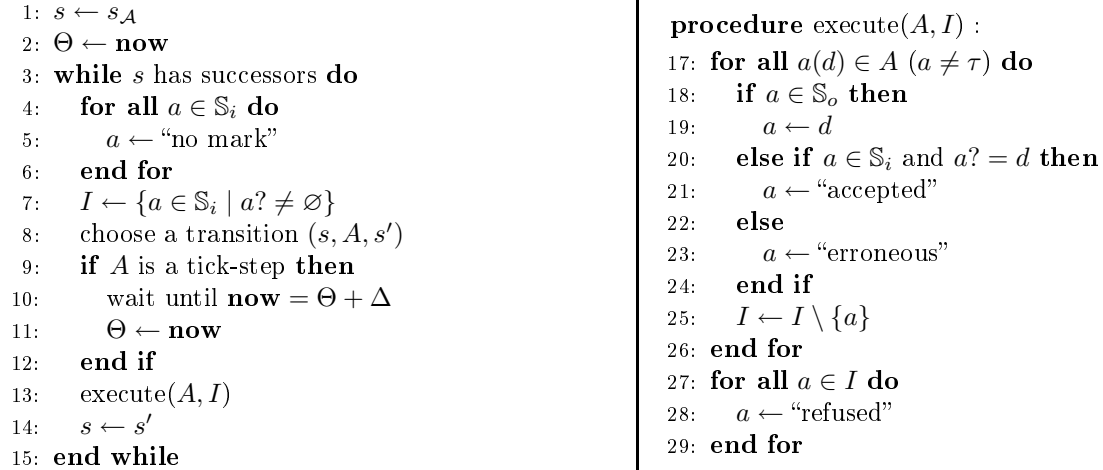 1: s ← s_𝒜
2: Θ ← now
3: while s has successors do
4: for all a ∈ 𝕊_i do
5: a ← “no mark”
6: end for
7: I ← {a ∈ 𝕊_i | a? ≠ ∅}
8: choose a transition (s, A, s′)
9: if A is a tick-step then
10: wait until now = Θ + Δ
11: Θ ← now
12: end if
13: execute(A, I)
14: s ← s′
15: end while
procedure execute(A, I) :
17: for all a(d) ∈ A (a ≠ τ) do
18: if a ∈ 𝕊_o then
19: a ← d
20: else if a ∈ 𝕊_i and a? = d then
21: a ← “accepted”
22: else
23: a ← “erroneous”
24: end if
25: I ← I \ {a}
26: end for
27: for all a ∈ I do
28: a ← “refused”
29: end for